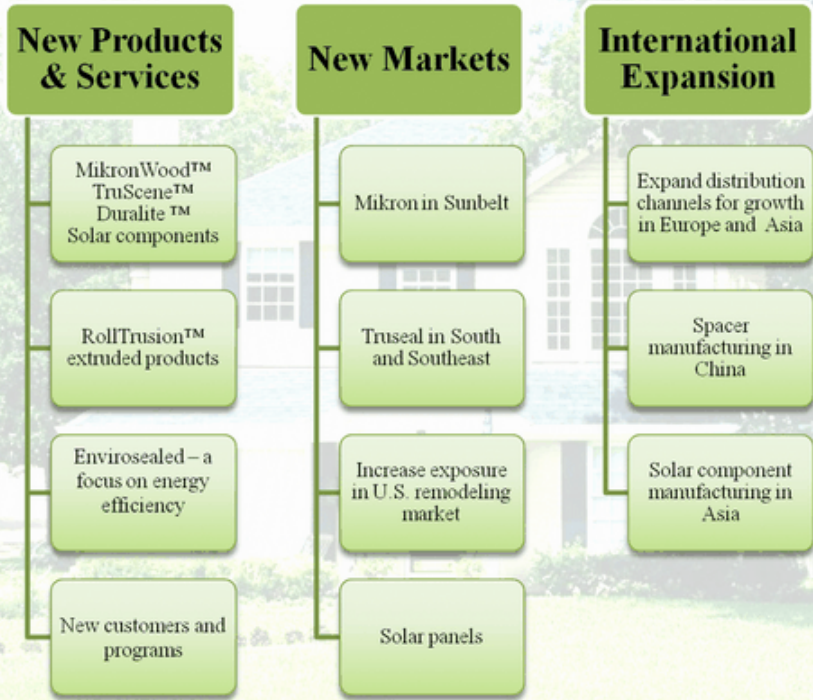 New Products
& Services
MikronWood™
TruScene™
Duralite ™
Solar components
RollTrusion™
extruded products
Envirosealed – a
focus on energy
efficiency
New customers and
programs
New Markets
Mikron in Sunbelt
Truseal in South
and Southeast
Increase exposure
in U.S. remodeling
market
Solar panels
International
Expansion
Expand distribution
channels for growth
in Europe and Asia
Spacer
manufacturing in
China
Solar component
manufacturing in
Asia